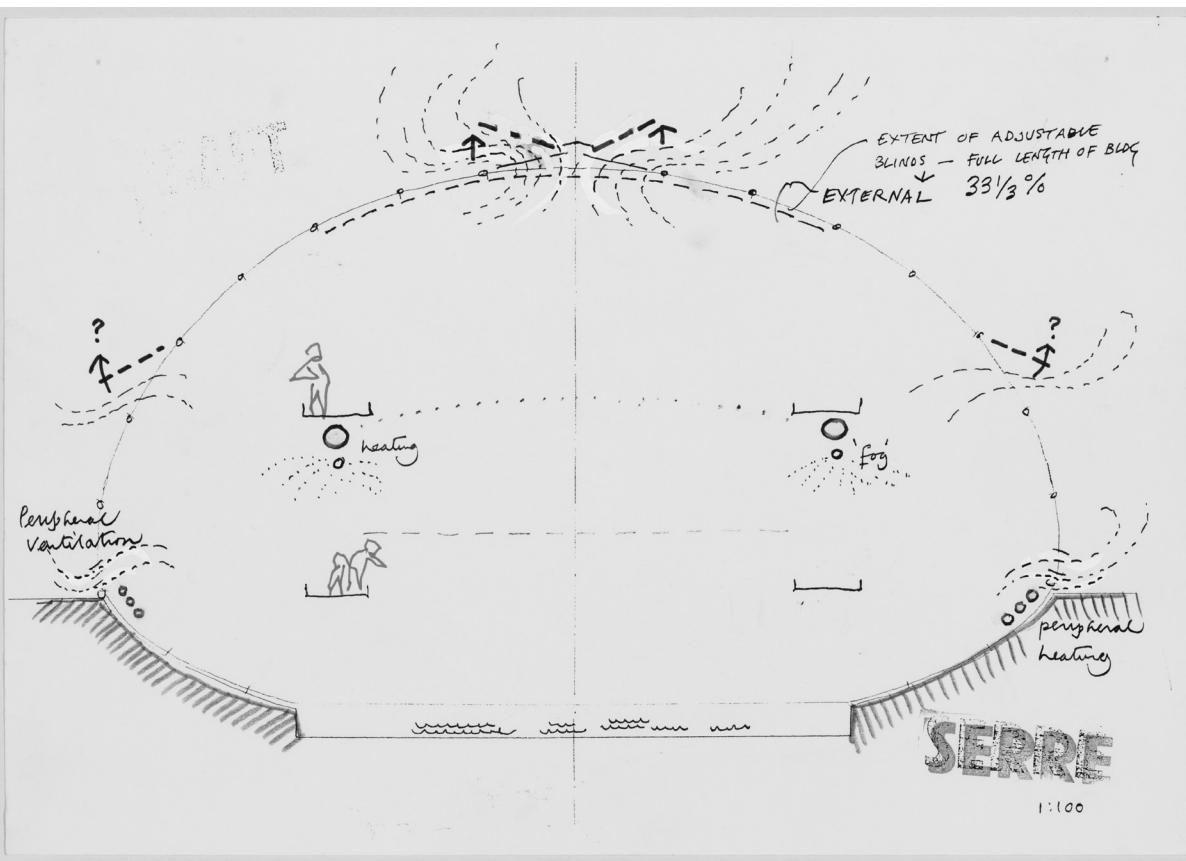 EXTENT OF ADJUSTABLE
BLINDS – FULL LENGTH OF BLDG
EXTERNAL 33⅓%
?
?
heating
'fog'
Peripheral
Ventilation
peripheral
heating
SERRE
1:100